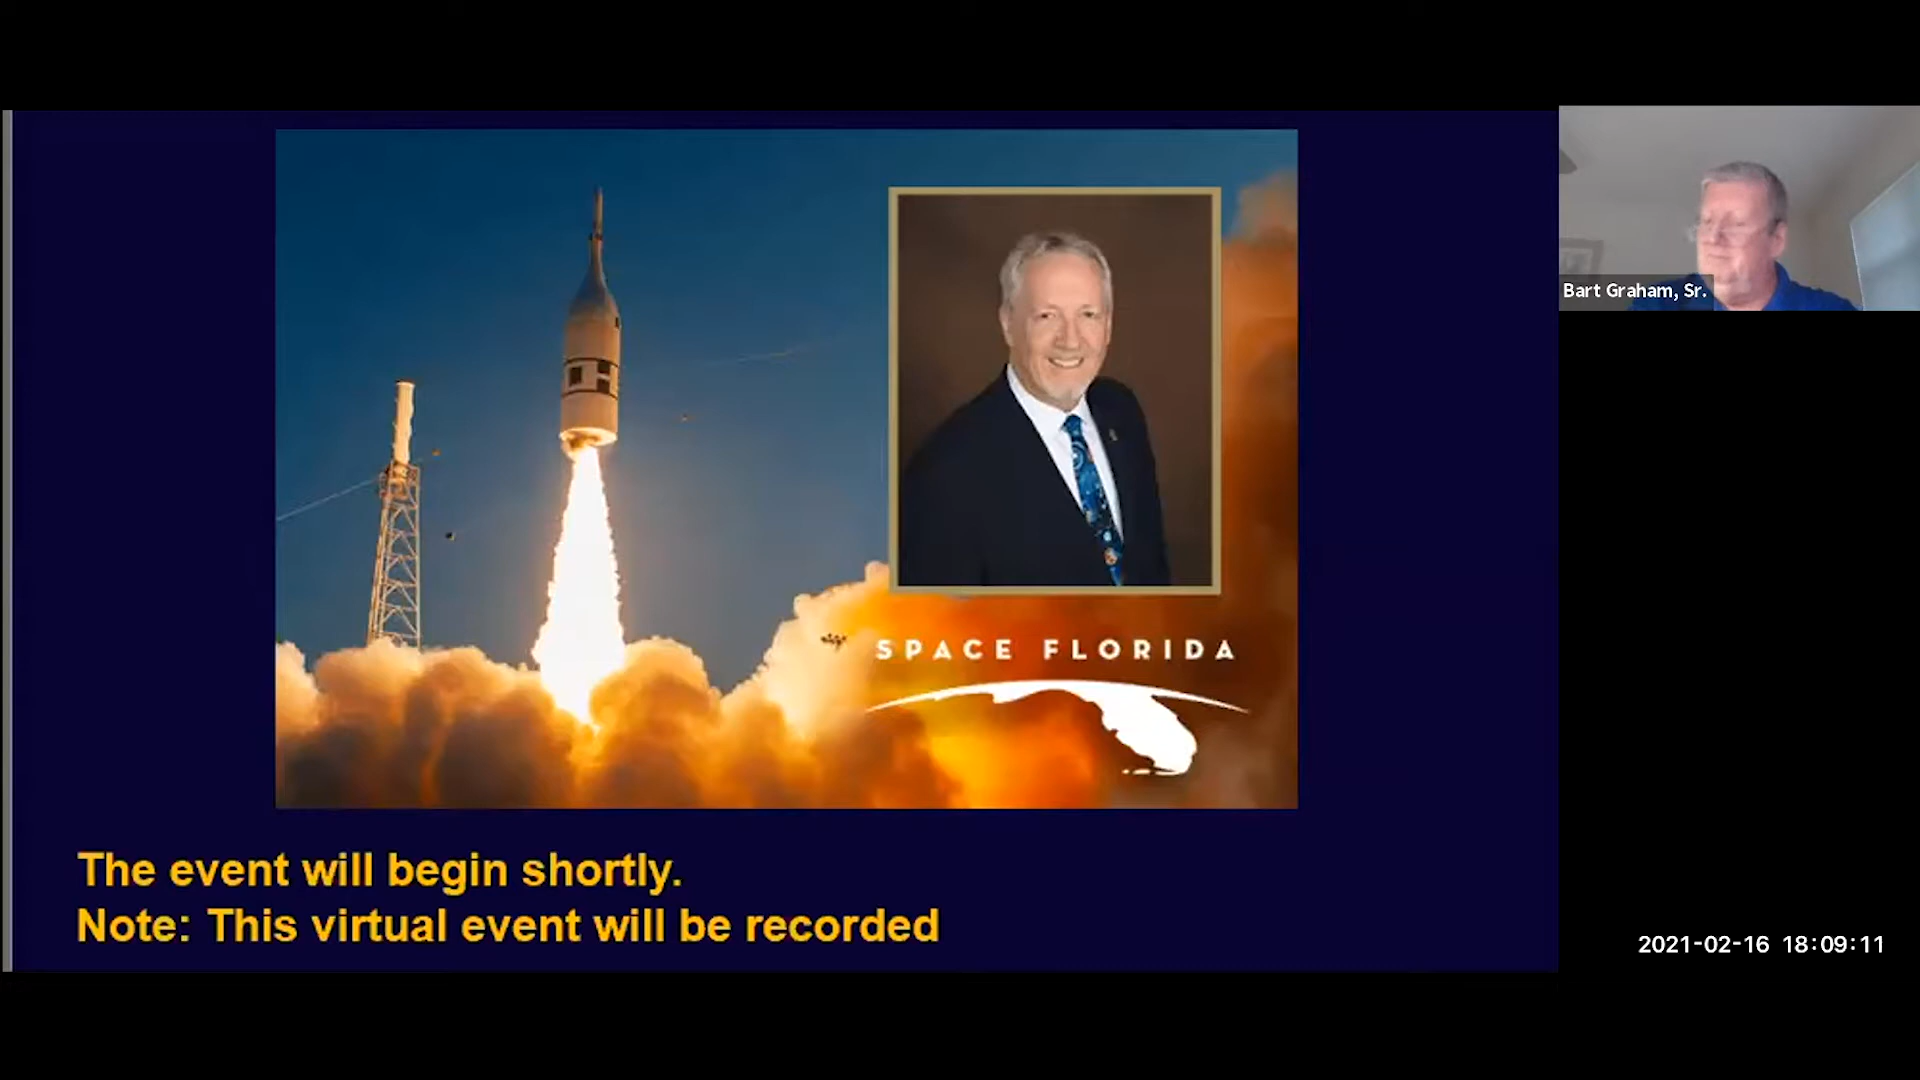 Bart Graham, Sr.
SPACE FLORIDA
The event will begin shortly.
Note: This virtual event will be recorded
2021-02-16 18:09:11